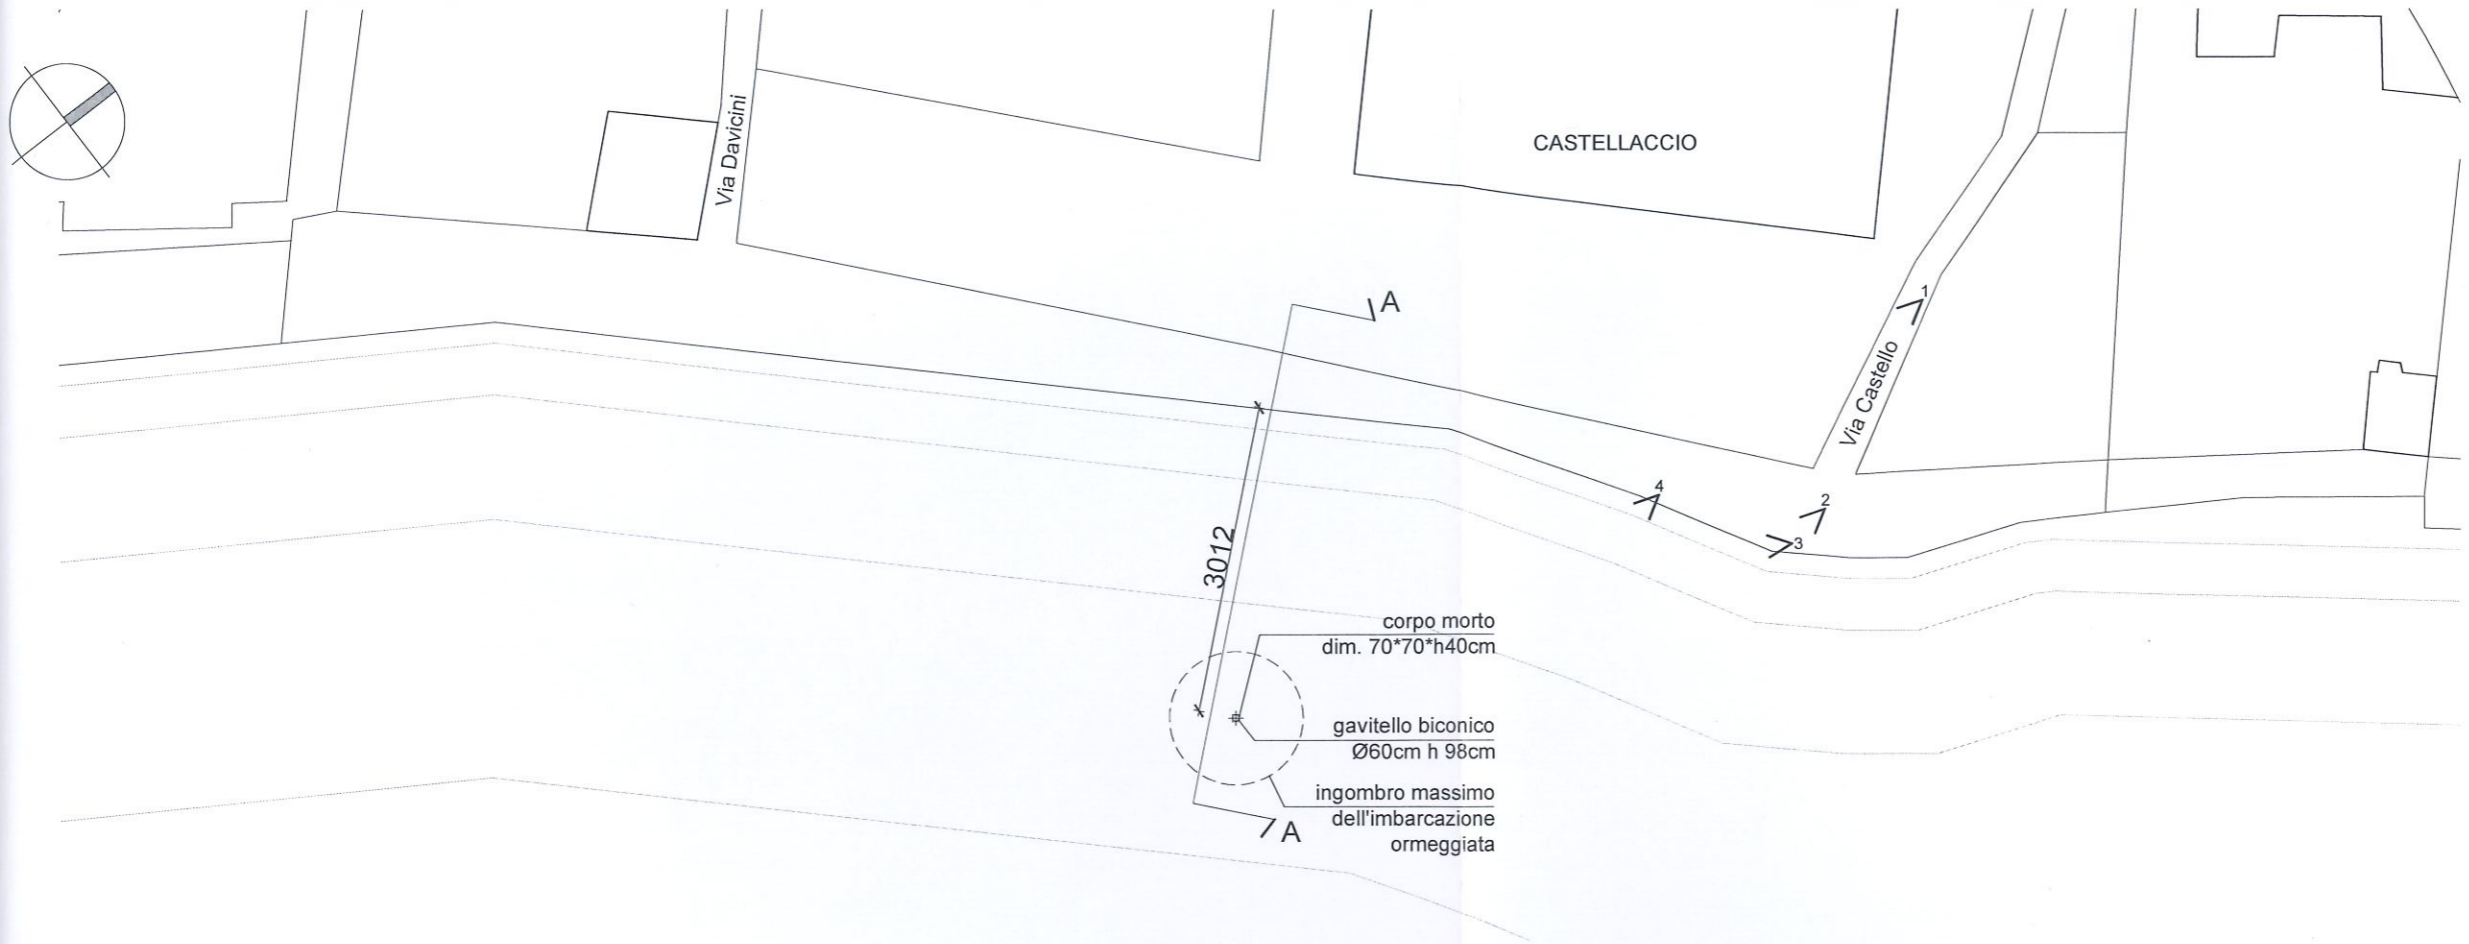 CASTELLACCIO
Via Davicini
A
1
Via Castello
4
2
3
3012
corpo morto
dim. 70*70*h40cm
gavitello biconico
Ø60cm h 98cm
ingombro massimo
dell'imbarcazione
ormeggiata
A